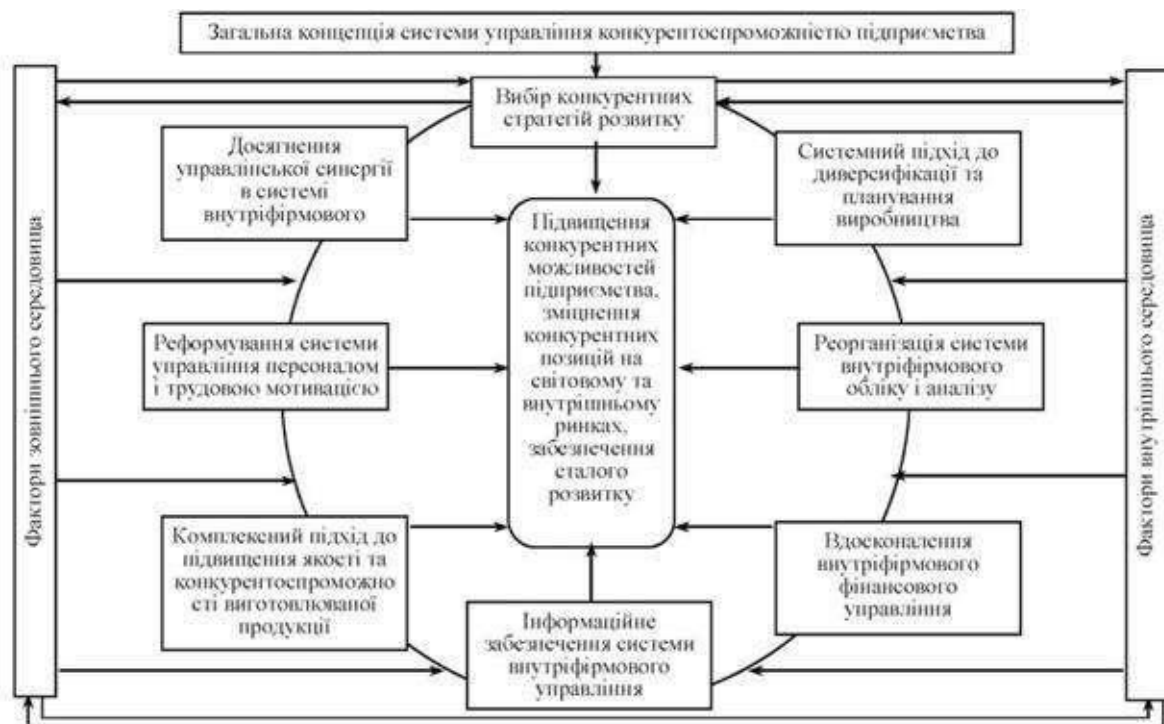 Загальна концепція системи управління конкурентоспроможністю підприємства
Вибір конкурентних
стратегій розвитку
Досягнення
управлінської синергії
в системі
внутріфірмового
Системний підхід до
диверсифікації та
планування
виробництва
Фактори зовнішнього середовища
Підвищення
конкурентних
можливостей
підприємства,
зміцнення
конкурентних
позицій на
світовому та
внутрішньому
ринках,
забезпечення
сталого
розвитку
Фактори внутрішнього середовища
Реформування системи
управління персоналом
і трудовою мотивацією
Реорганізація системи
внутріфірмового
обліку і аналізу
Комплексний підхід до
підвищення якості та
конкурентоспроможно
сті виготовлюваної
продукції
Вдосконалення
внутріфірмового
фінансового
управління
Інформаційне
забезпечення системи
внутріфірмового
управління